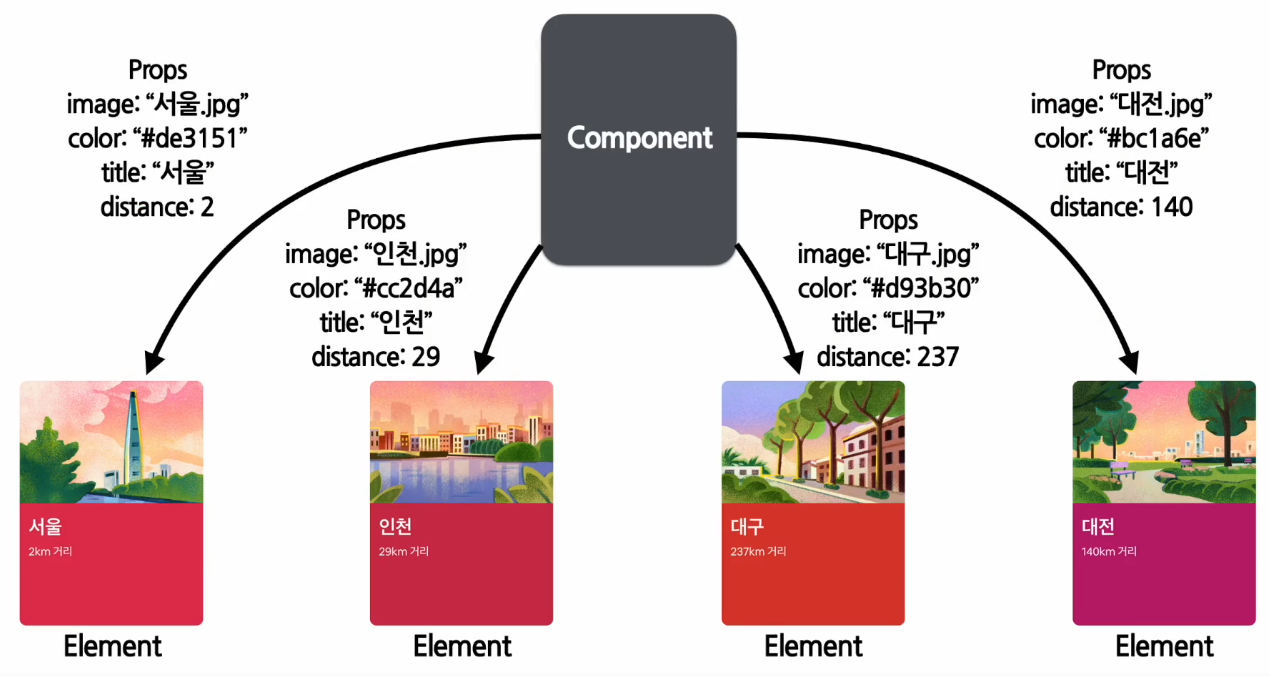 Component
Props
image: “서울.jpg”
color: “#de3151”
title: “서울”
distance: 2
Props
image: “인천.jpg”
color: “#cc2d4a”
title: “인천”
distance: 29
Props
image: “대구.jpg”
color: “#d93b30”
title: “대구”
distance: 237
Props
image: “대전.jpg”
color: “#bc1a6e”
title: “대전”
distance: 140
서울
2km 거리
Element
인천
29km 거리
Element
대구
237km 거리
Element
대전
140km 거리
Element